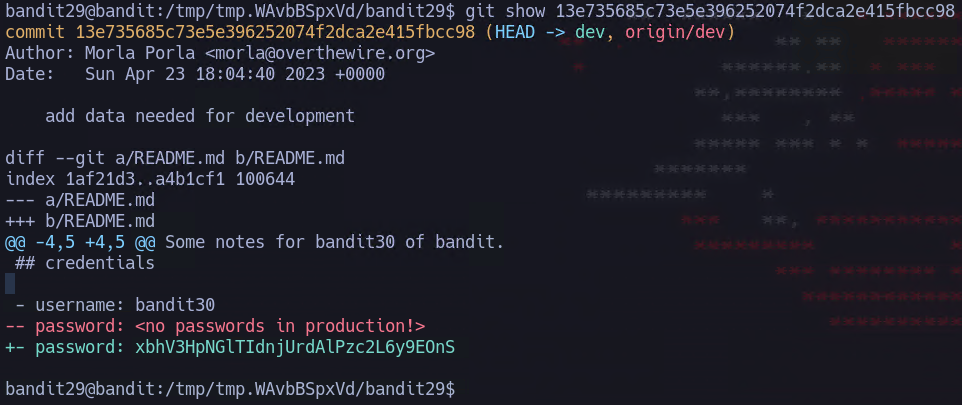 bandit29@bandit:/tmp/tmp.WAvbBSpxVd/bandit29$ git show 13e735685c73e5e396252074f2dca2e415fbcc98
commit 13e735685c73e5e396252074f2dca2e415fbcc98 (HEAD -> dev, origin/dev)
Author: Morla Porla <morla@overthewire.org>
Date:   Sun Apr 23 18:04:40 2023 +0000

    add data needed for development

diff --git a/README.md b/README.md
index 1af21d3..a4b1cf1 100644
--- a/README.md
+++ b/README.md
@@ -4,5 +4,5 @@ Some notes for bandit30 of bandit.
 ## credentials

 - username: bandit30
-- password: <no passwords in production!>
+- password: xbhV3HpNGlTIdnjUrdAlPzc2L6y9EOnS

bandit29@bandit:/tmp/tmp.WAvbBSpxVd/bandit29$